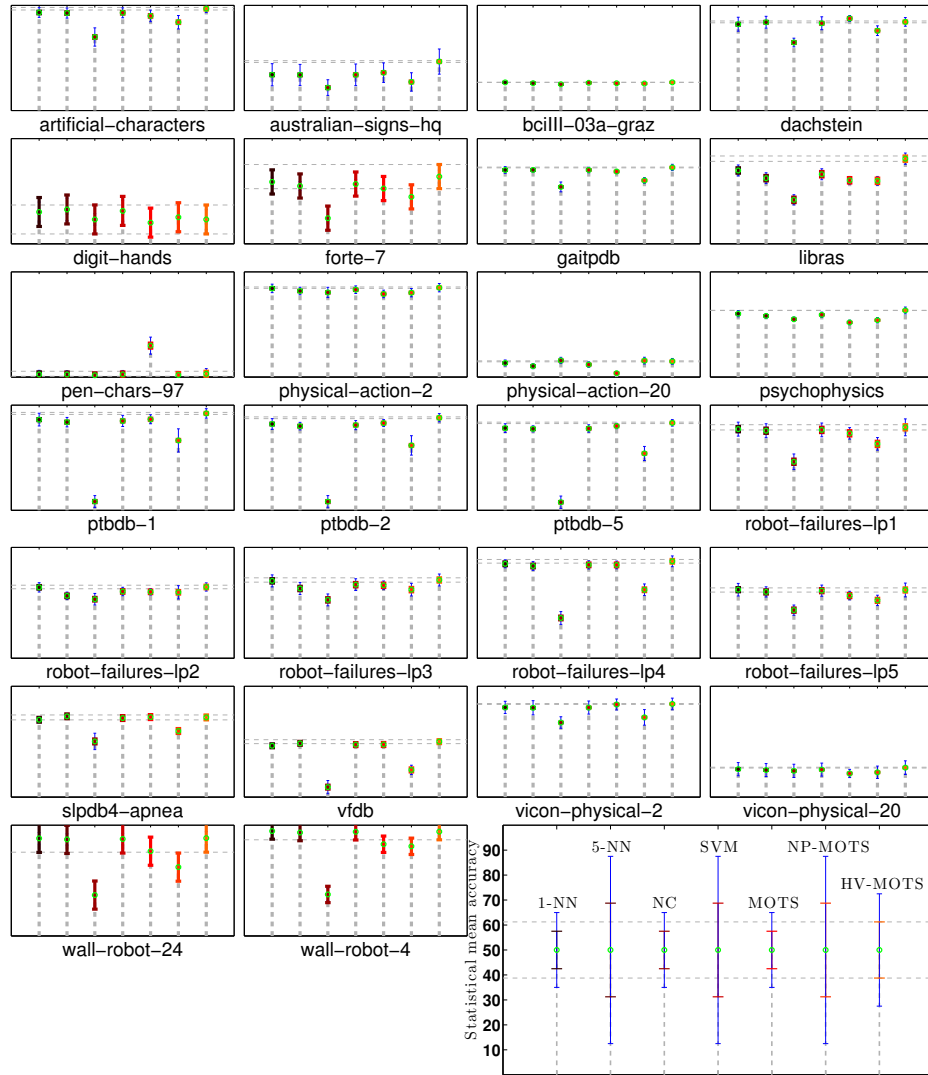 artificial−characters
australian−signs−hq
bciIII−03a−graz
dachstein
digit−hands
forte−7
gaitpdb
libras
pen−chars−97
physical−action−2
physical−action−20
psychophysics
ptbdb−1
ptbdb−2
ptbdb−5
robot−failures−lp1
robot−failures−lp2
robot−failures−lp3
robot−failures−lp4
robot−failures−lp5
slpdb4−apnea
vfdb
vicon−physical−2
vicon−physical−20
wall−robot−24
wall−robot−4
Statistical mean accuracy
90
80
70
60
50
40
30
20
10
1-NN
5-NN
NC
SVM
MOTS
NP-MOTS
HV-MOTS